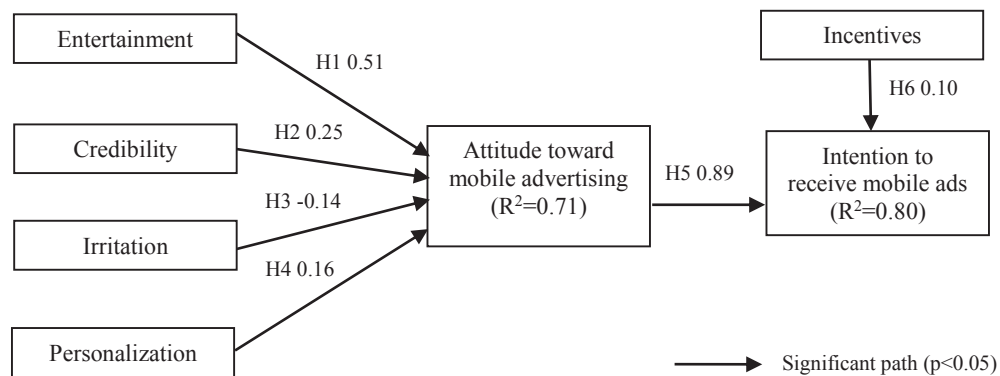 Entertainment
Incentives
H1 0.51
H6 0.10
H2 0.25
Credibility
Attitude toward
mobile advertising
(R²=0.71)
H5 0.89
Intention to
receive mobile ads
(R²=0.80)
H3 -0.14
Irritation
H4 0.16
Personalization
Significant path (p<0.05)